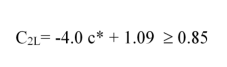 C₂L= -4.0 c* + 1.09 ≥ 0.85